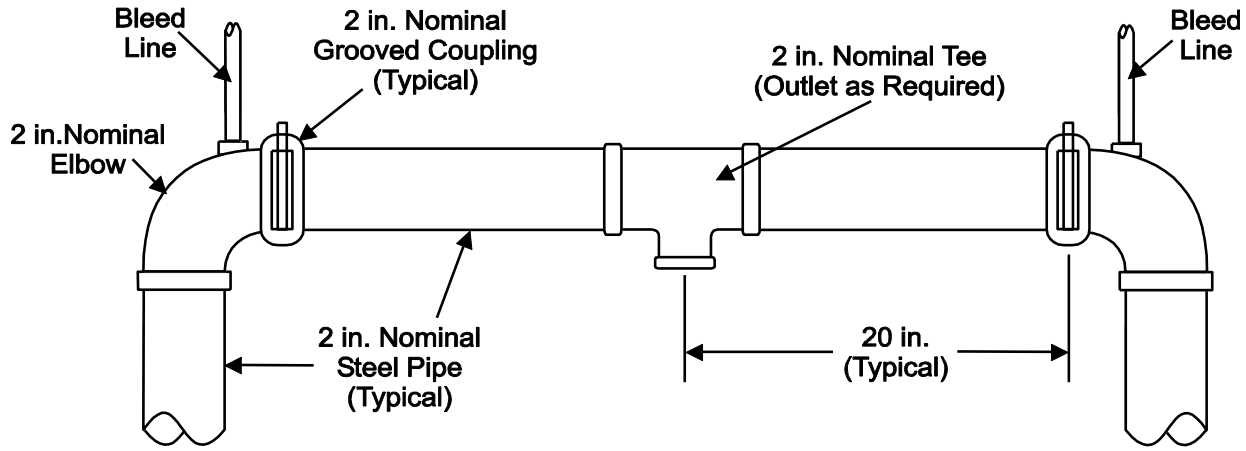 Bleed
Line
2 in. Nominal
Grooved Coupling
(Typical)
2 in. Nominal Tee
(Outlet as Required)
Bleed
Line
2 in.Nominal
Elbow
2 in. Nominal
Steel Pipe
(Typical)
20 in.
(Typical)